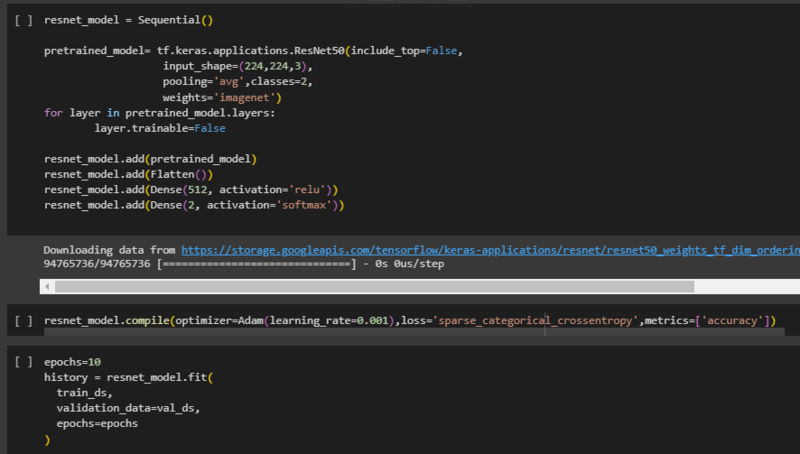 [ ] resnet_model = Sequential()
pretrained_model= tf.keras.applications.ResNet50(include_top=False,
input_shape=(224,224,3),
pooling='avg',classes=2,
weights='imagenet')
for layer in pretrained_model.layers:
layer.trainable=False
resnet_model.add(pretrained_model)
resnet_model.add(Flatten())
resnet_model.add(Dense(512, activation='relu'))
resnet_model.add(Dense(2, activation='softmax'))
Downloading data from https://storage.googleapis.com/tensorflow/keras-applications/resnet/resnet50_weights_tf_dim_orderin
94765736/94765736 [==============================] - 0s 0us/step
[ ] resnet_model.compile(optimizer=Adam(learning_rate=0.001),loss='sparse_categorical_crossentropy',metrics=['accuracy'])
[ ] epochs=10
history = resnet_model.fit(
train_ds,
validation_data=val_ds,
epochs=epochs
)